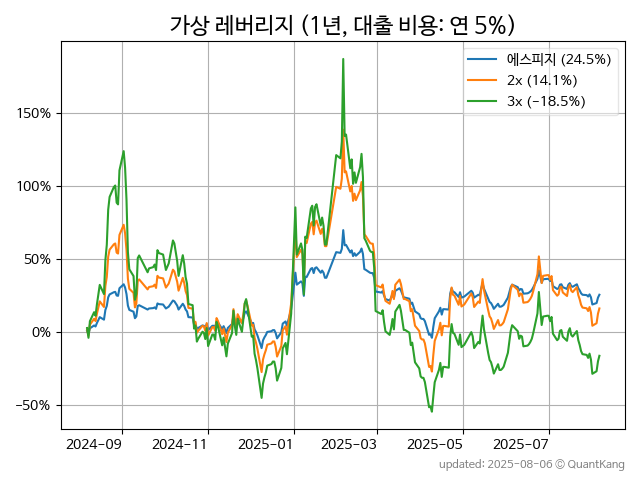 가상 레버리지 (1년, 대출 비용: 연 5%)
에스피지 (24.5%)
2x (14.1%)
3x (−18.5%)
150%
100%
50%
0%
−50%
2024-09 2024-11 2025-01 2025-03 2025-05 2025-07
updated: 2025-08-06 © QuantKang